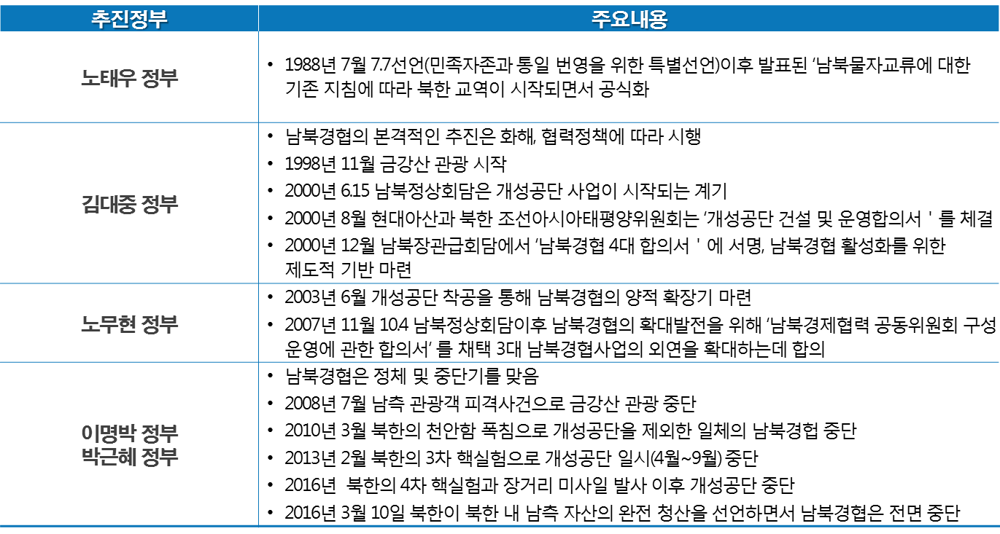 추진정부
주요내용
노태우 정부
• 1988년 7월 7.7선언(민족자존과 통일 번영을 위한 특별선언)이후 발표된 ‘남북물자교류에 대한
기존 지침에 따라 북한 교역이 시작되면서 공식화
김대중 정부
• 남북경협의 본격적인 추진은 화해, 협력정책에 따라 시행
• 1998년 11월 금강산 관광 시작
• 2000년 6.15 남북정상회담은 개성공단 사업이 시작되는 계기
• 2000년 8월 현대아산과 북한 조선아시아태평양위원회는 ‘개성공단 건설 및 운영합의서 ' 를 체결
• 2000년 12월 남북장관급회담에서 ‘남북경협 4대 합의서 ' 에 서명, 남북경협 활성화를 위한
제도적 기반 마련
노무현 정부
• 2003년 6월 개성공단 착공을 통해 남북경협의 양적 확장기 마련
• 2007년 11월 10.4 남북정상회담이후 남북경협의 확대발전을 위해 ‘남북경제협력 공동위원회 구성
운영에 관한 합의서’ 를 채택 3대 남북경협사업의 외연을 확대하는데 합의
이명박 정부
박근혜 정부
• 남북경협은 정체 및 중단기를 맞음
• 2008년 7월 남측 관광객 피격사건으로 금강산 관광 중단
• 2010년 3월 북한의 천안함 폭침으로 개성공단을 제외한 일체의 남북경헙 중단
• 2013년 2월 북한의 3차 핵실험으로 개성공단 일시(4월~9월) 중단
• 2016년  북한의 4차 핵실험과 장거리 미사일 발사 이후 개성공단 중단
• 2016년 3월 10일 북한이 북한 내 남측 자산의 완전 청산을 선언하면서 남북경협은 전면 중단